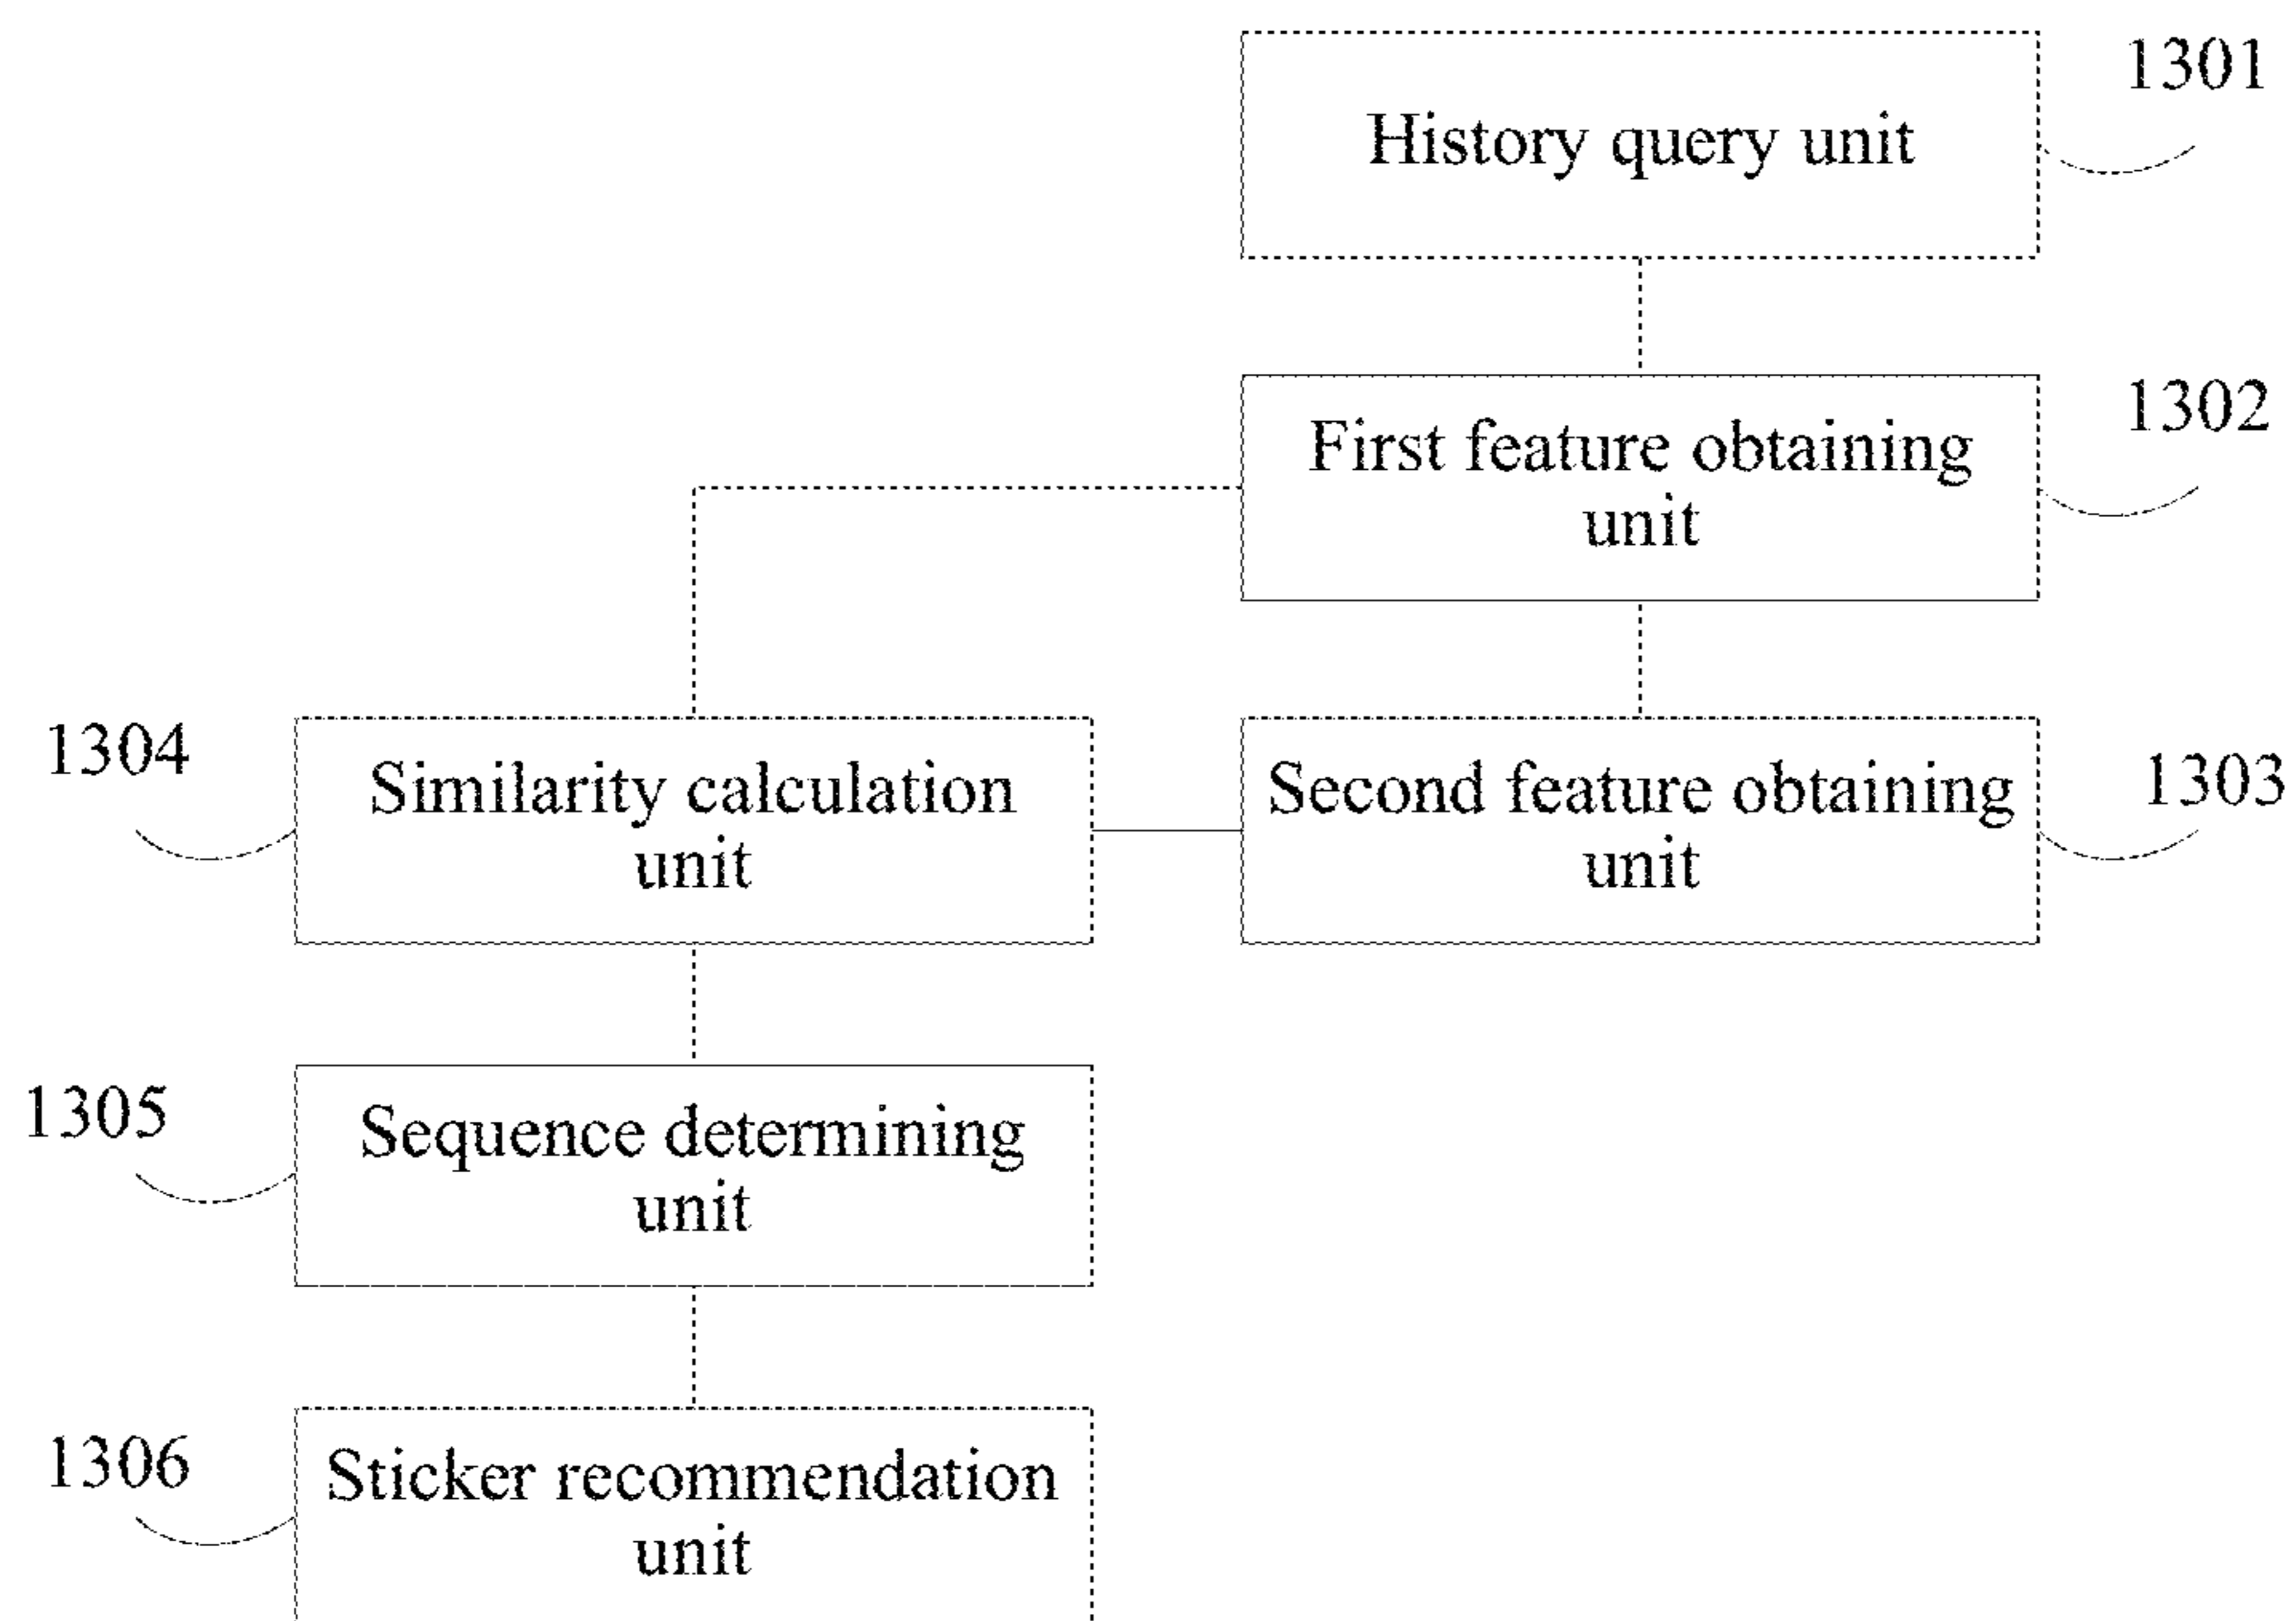 1301
History query unit
1302
First feature obtaining
unit
1304
Similarity calculation
unit
Second feature obtaining
unit
1303
1305
Sequence determining
unit
1306
Sticker recommendation
unit